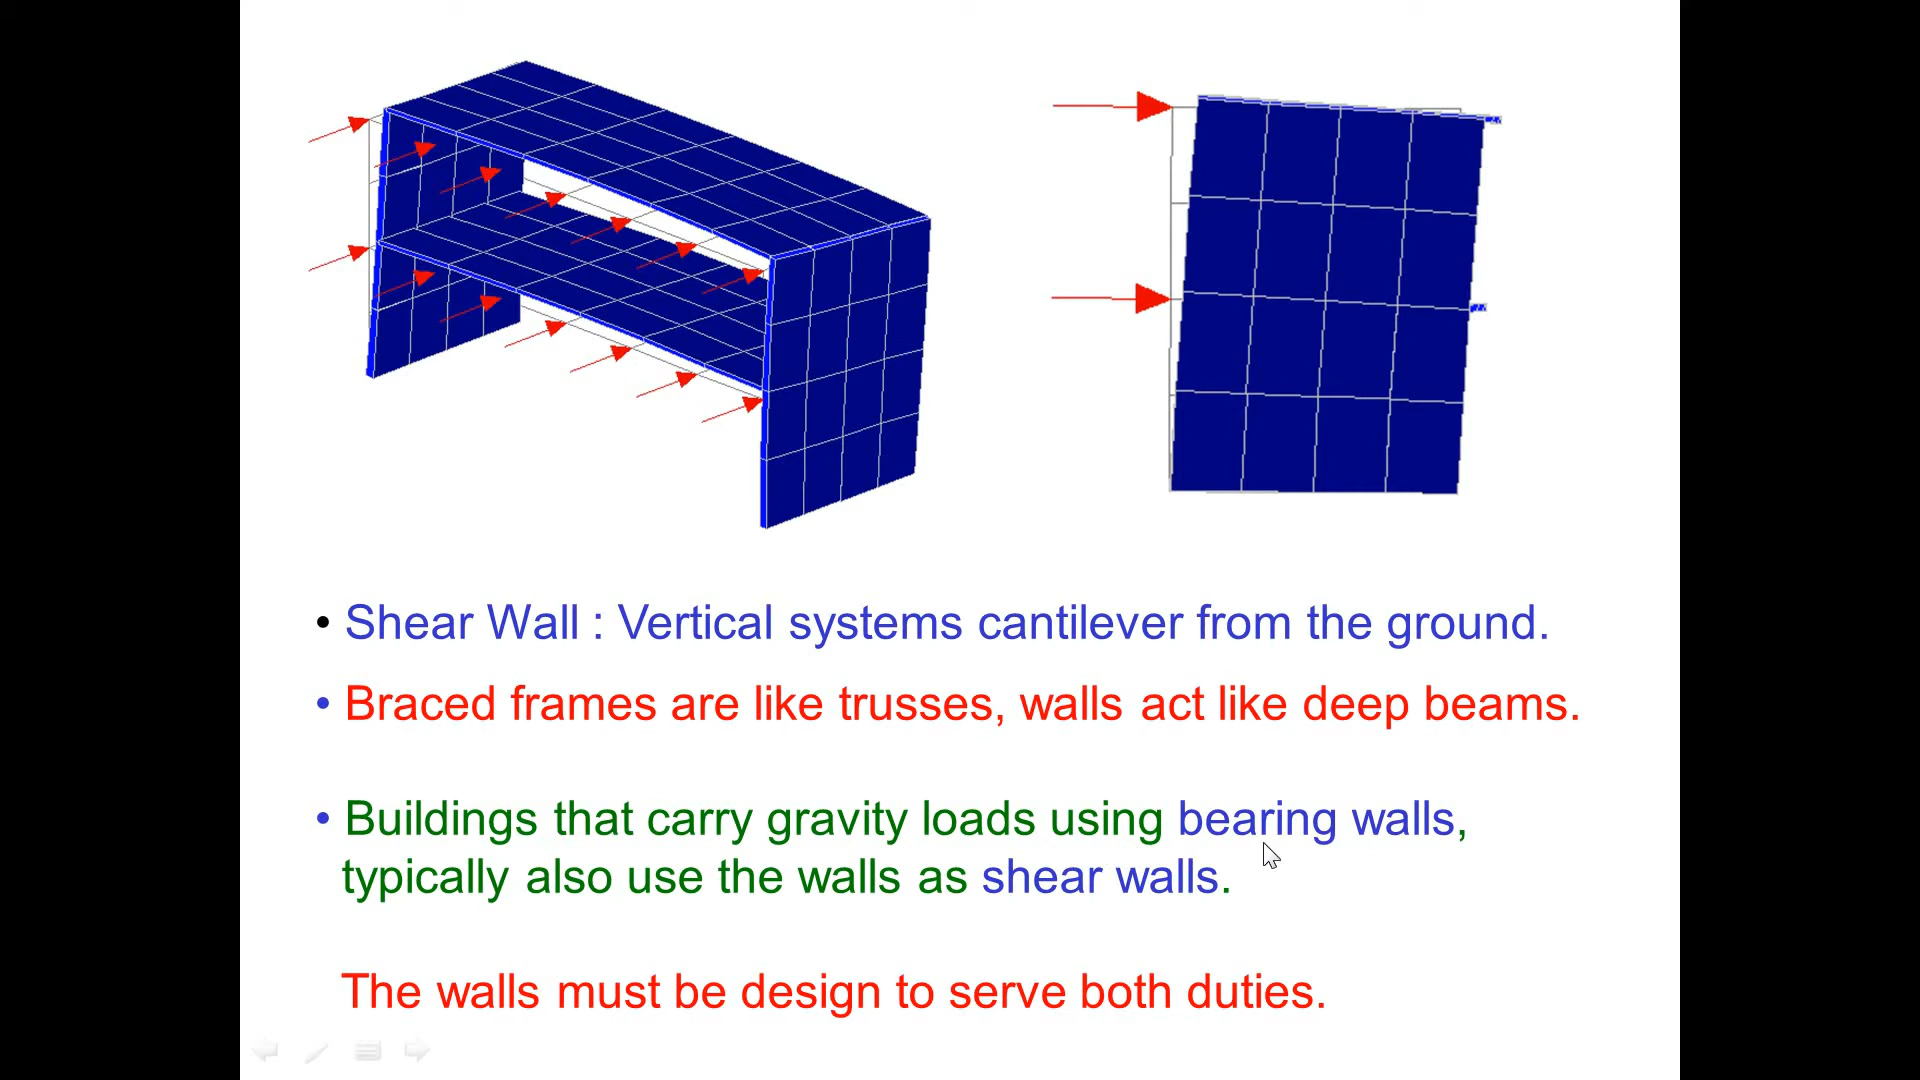 • Shear Wall : Vertical systems cantilever from the ground.
• Braced frames are like trusses, walls act like deep beams.
• Buildings that carry gravity loads using bearing walls,
typically also use the walls as shear walls.
The walls must be design to serve both duties.